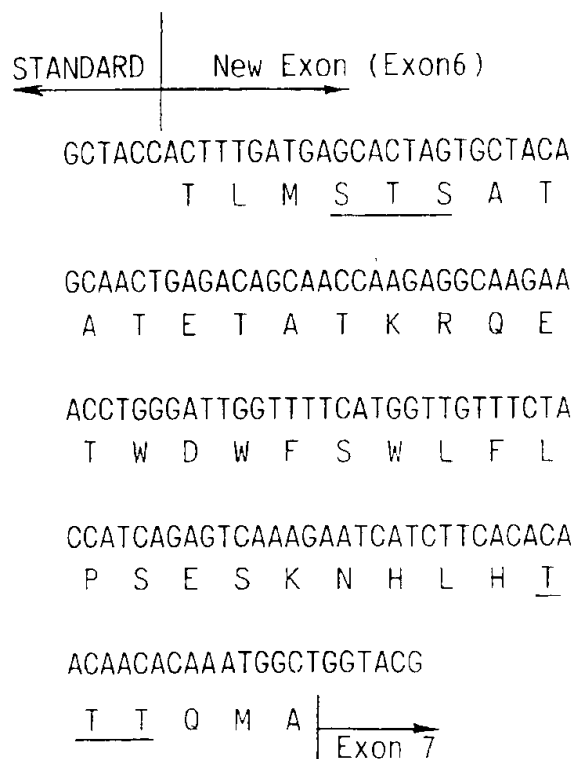 STANDARD New Exon (Exon6)
GCTACCACTTTGATGAGCACTAGTGCTACA
T L M S T S A T
GCAACTGAGACAGCAACCAAGAGGCAAGAA
A T E T A T K R Q E
ACCTGGGATTGGTTTTCATGGTTGTTTCTA
T W D W F S W L F L
CCATCAGAGTCAAAGAATCATCTTCACACA
P S E S K N H L H T
ACAACACAAATGGCTGGTACG
T T Q M A
Exon 7